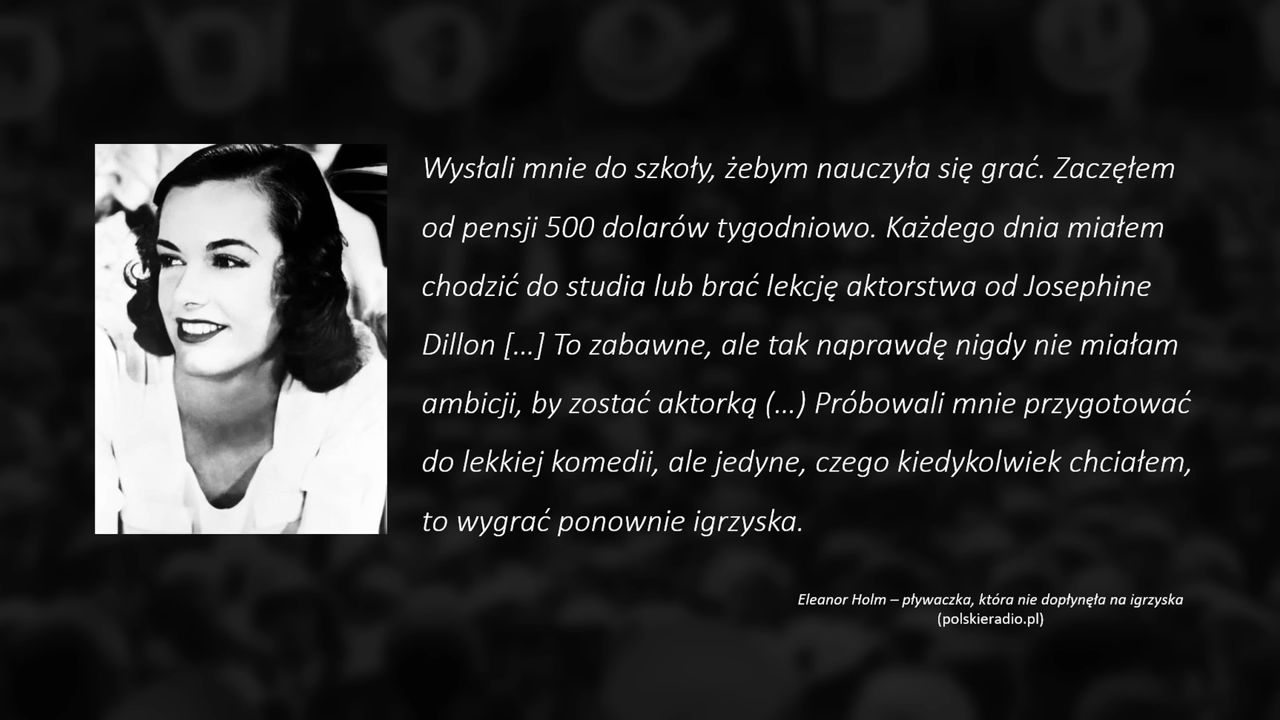 Wysłali mnie do szkoły, żebym nauczyła się grać. Zaczęłem
od pensji 500 dolarów tygodniowo. Każdego dnia miałem
chodzić do studia lub brać lekcję aktorstwa od Josephine
Dillon [...] To zabawne, ale tak naprawdę nigdy nie miałam
ambicji, by zostać aktorką (...) Próbowali mnie przygotować
do lekkiej komedii, ale jedyne, czego kiedykolwiek chciałem,
to wygrać ponownie igrzyska.
Eleanor Holm – pływaczka, która nie dopłynęła na igrzyska
(polskieradio.pl)